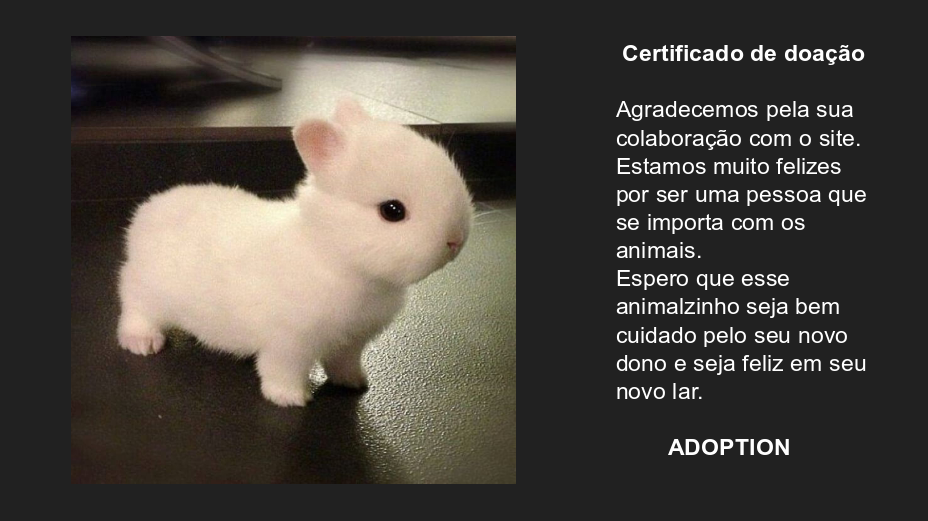 Certificado de doação
Agradecemos pela sua
colaboração com o site.
Estamos muito felizes
por ser uma pessoa que
se importa com os
animais.
Espero que esse
animalzinho seja bem
cuidado pelo seu novo
dono e seja feliz em seu
novo lar.
ADOPTION